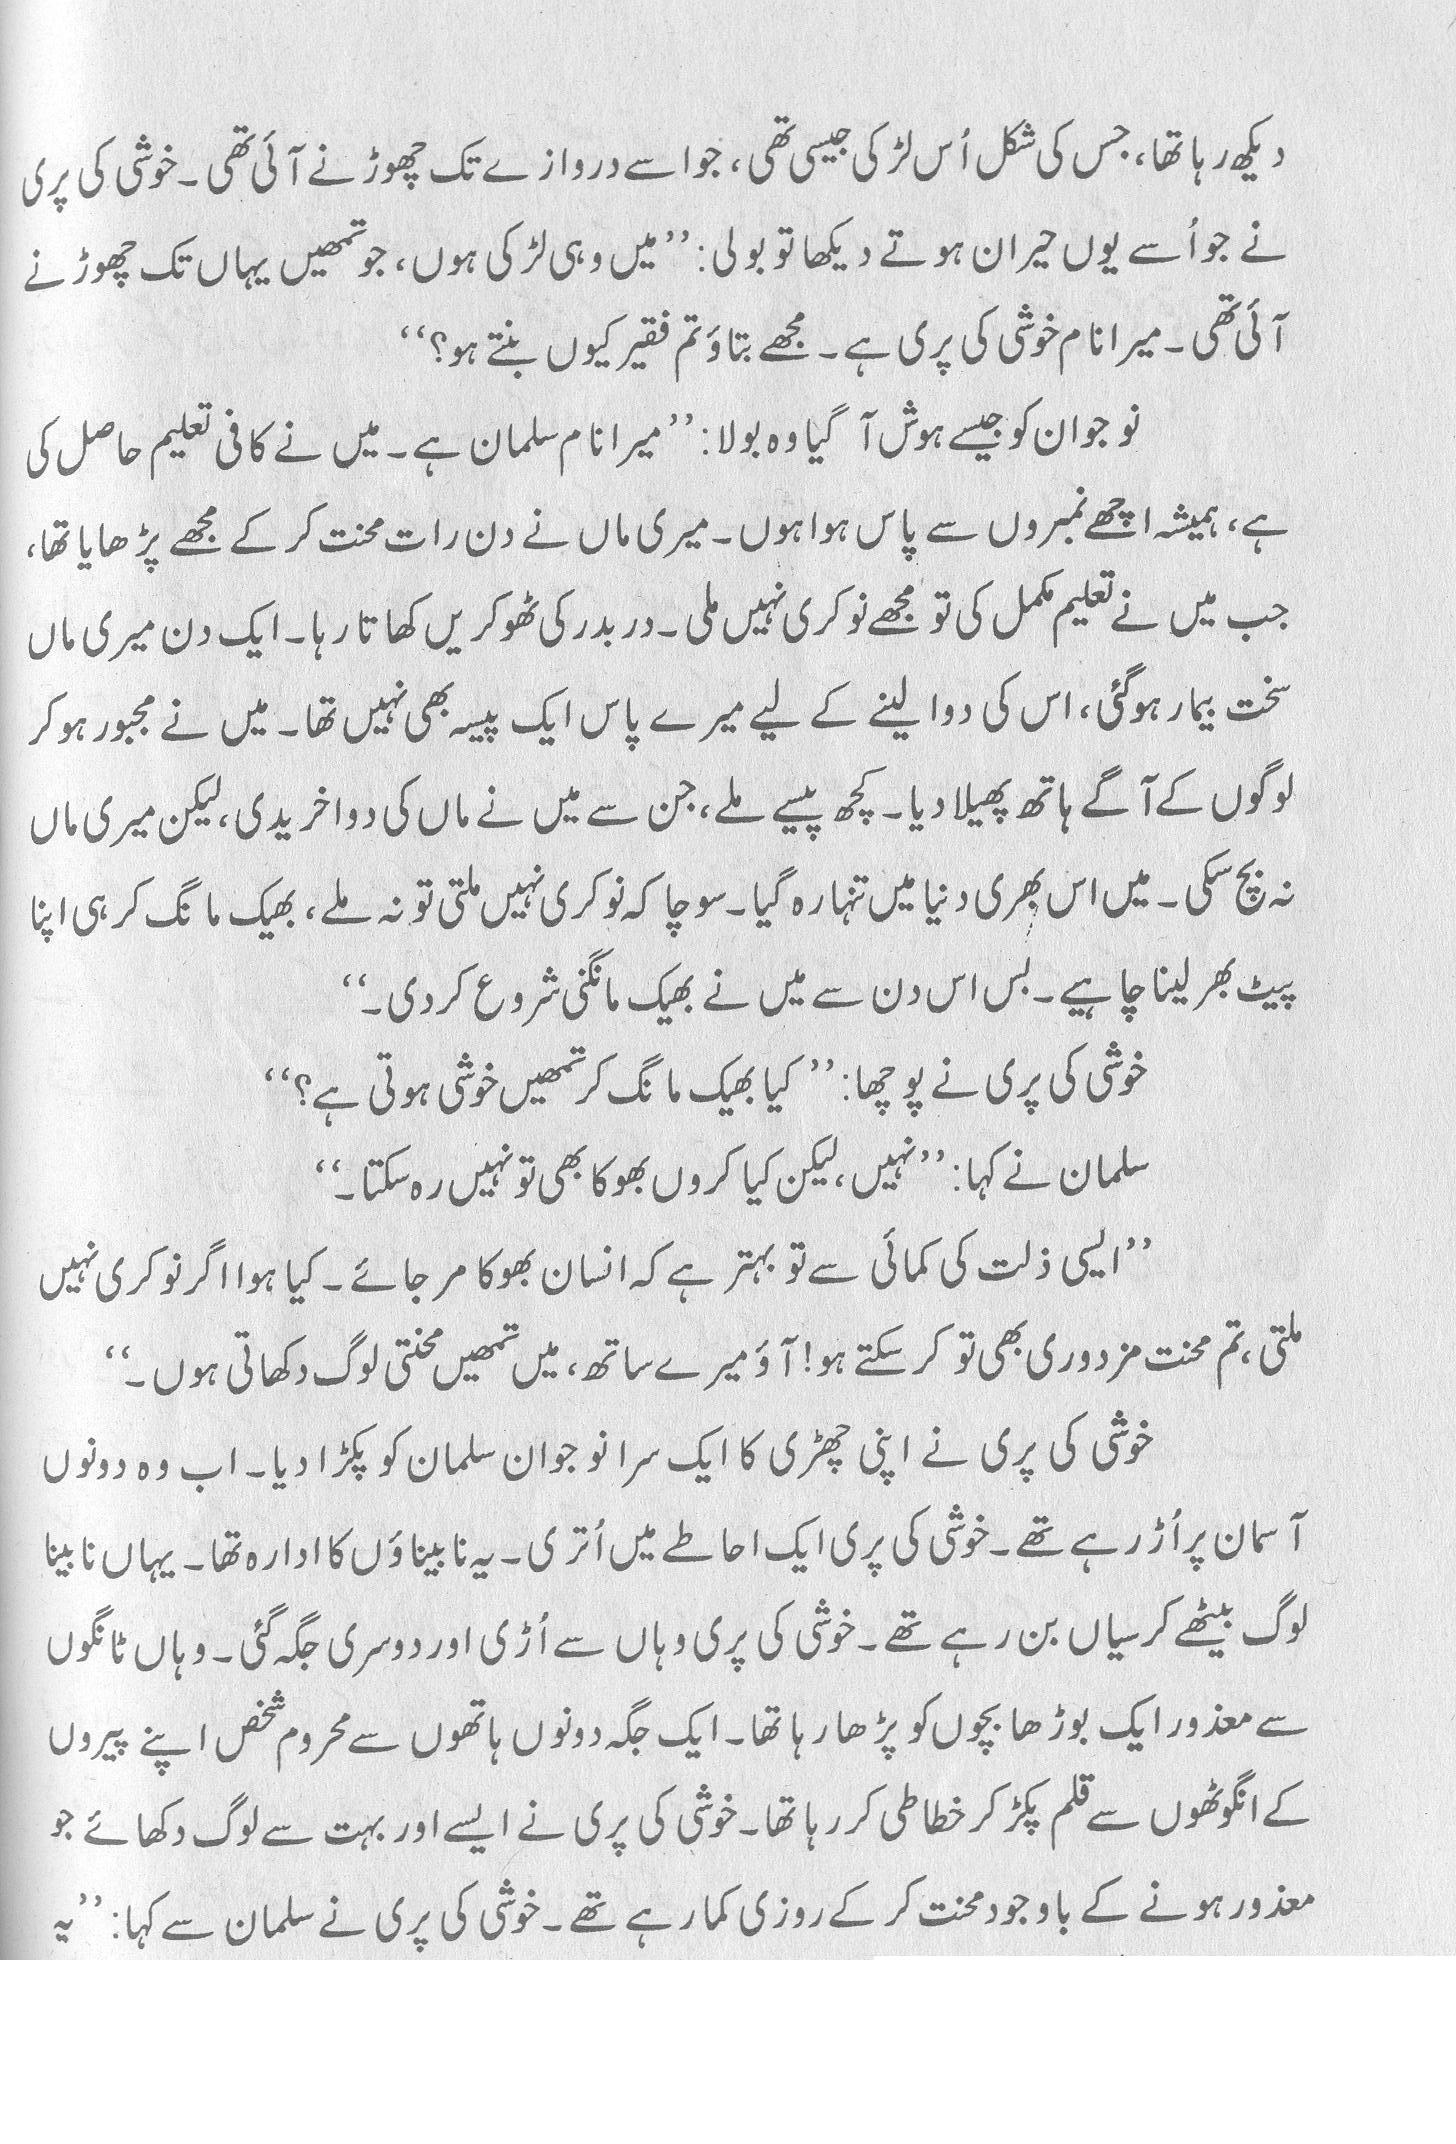 دیکھ رہا تھا، جس کی شکل اُس لڑکی جیسی تھی، جو اسے دروازے تک چھوڑنے آئی تھی۔ خوشی کی پری
نے جو اُسے یوں حیران ہوتے دیکھا تو بولی: ’’میں وہی لڑکی ہوں، جو تمھیں یہاں تک چھوڑنے
آئی تھی۔ میرا نام خوشی کی پری ہے۔ مجھے بتاؤ تم فقیر کیوں بنتے ہو؟‘‘
نوجوان کو جیسے ہوش آ گیا وہ بولا: ’’میرا نام سلمان ہے۔ میں نے کافی تعلیم حاصل کی
ہے، ہمیشہ اچھے نمبروں سے پاس ہوا ہوں۔ میری ماں نے دن رات محنت کر کے مجھے پڑھایا تھا،
جب میں نے تعلیم مکمل کی تو مجھے نوکری نہیں ملی۔ در بدر کی ٹھوکریں کھاتا رہا۔ ایک دن میری ماں
سخت بیمار ہوگئی، اس کی دوا لینے کے لیے میرے پاس ایک پیسہ بھی نہیں تھا۔ میں نے مجبور ہو کر
لوگوں کے آگے ہاتھ پھیلا دیا۔ کچھ پیسے ملے، جن سے میں نے ماں کی دوا خریدی، لیکن میری ماں
نہ بچ سکی۔ میں اس بھری دنیا میں تنہا رہ گیا۔ سوچا کہ نوکری نہیں ملتی تو نہ ملے، بھیک مانگ کر ہی اپنا
پیٹ بھر لینا چاہیے۔ بس اس دن سے میں نے بھیک مانگنی شروع کر دی۔‘‘
خوشی کی پری نے پوچھا: ’’کیا بھیک مانگ کر تمھیں خوشی ہوتی ہے؟‘‘
سلمان نے کہا: ’’نہیں، لیکن کیا کروں بھوکا بھی تو نہیں رہ سکتا۔‘‘
’’ایسی ذلت کی کمائی سے تو بہتر ہے کہ انسان بھوکا مر جائے۔ کیا ہوا اگر نوکری نہیں
ملتی، تم محنت مزدوری بھی تو کر سکتے ہو! آؤ میرے ساتھ، میں تمھیں محنتی لوگ دکھاتی ہوں۔‘‘
خوشی کی پری نے اپنی چھڑی کا ایک سرا نوجوان سلمان کو پکڑا دیا۔ اب وہ دونوں
آسمان پر اُڑ رہے تھے۔ خوشی کی پری ایک احاطے میں اُتری۔ یہ نابیناؤں کا ادارہ تھا۔ یہاں نابینا
لوگ بیٹھے کرسیاں بن رہے تھے۔ خوشی کی پری وہاں سے اُڑی اور دوسری جگہ گئی۔ وہاں ٹانگوں
سے معذور ایک بوڑھا بچوں کو پڑھا رہا تھا۔ ایک جگہ دونوں ہاتھوں سے محروم شخص اپنے پیروں
کے انگوٹھوں سے قلم پکڑ کر خطاطی کر رہا تھا۔ خوشی کی پری نے ایسے اور بہت سے لوگ دکھائے جو
معذور ہونے کے باوجود محنت کر کے روزی کما رہے تھے۔ خوشی کی پری نے سلمان سے کہا: ’’یہ